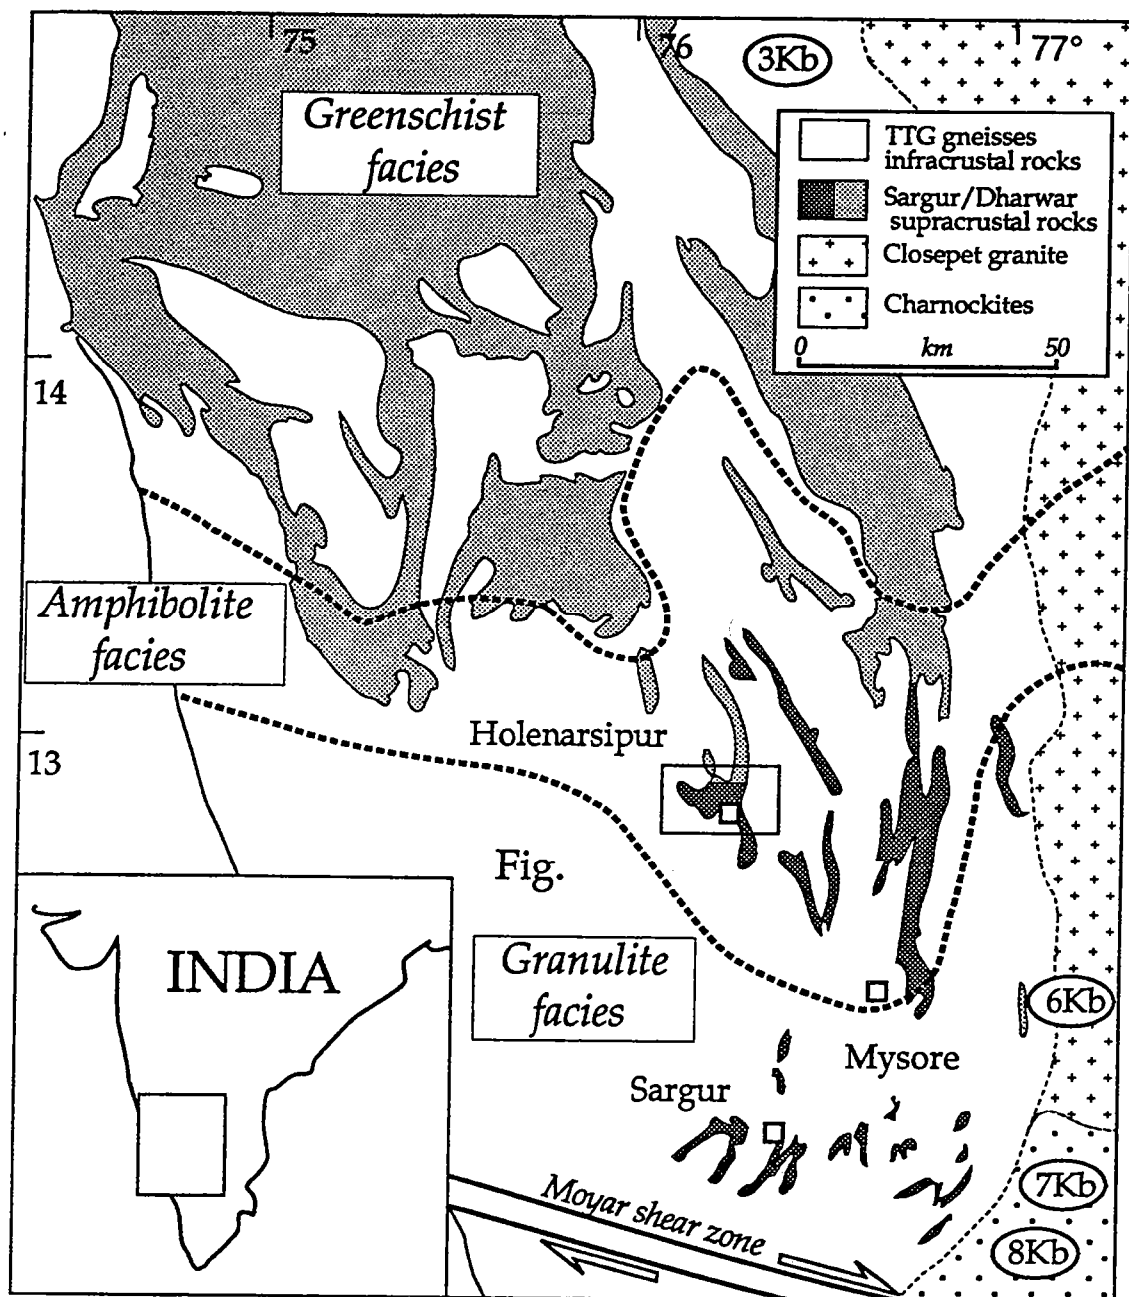 75
76
77°
3Kb
Greenschist
facies
TTG gneisses
infracrustal rocks
Sargur/Dharwar
supracrustal rocks
Closepet granite
Charnockites
0 km 50
14
Amphibolite
facies
Holenarsipur
13
Fig.
INDIA
Granulite
facies
6Kb
Mysore
Sargur
Moyar shear zone
7Kb
8Kb